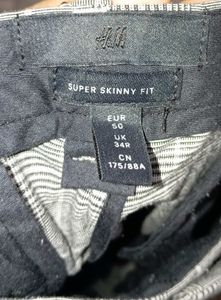 H&M
SUPER SKINNY FIT
EUR
50
UK
34R
CN
175/88A